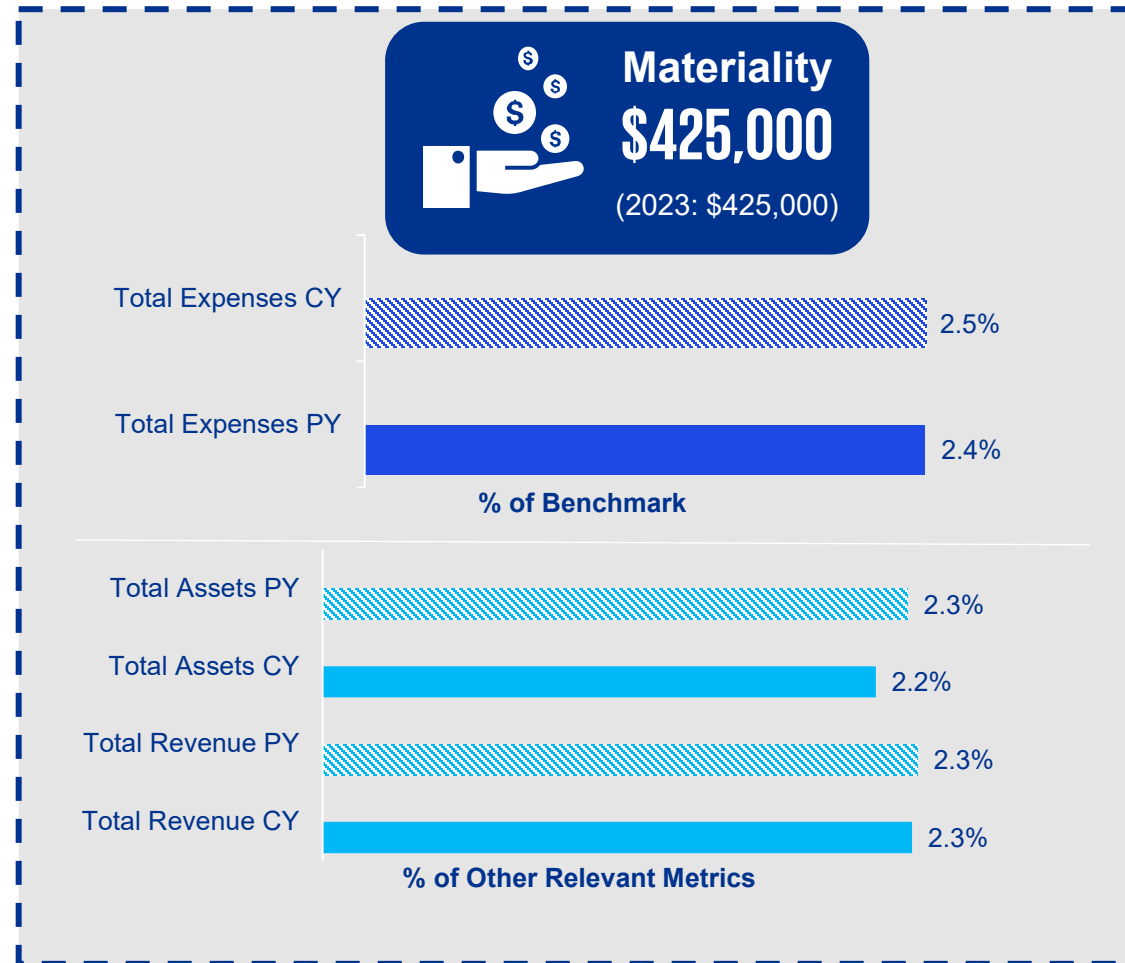 Materiality
$425,000
(2023: $425,000)
Total Expenses CY
2.5%
Total Expenses PY
2.4%
% of Benchmark
Total Assets PY
2.3%
Total Assets CY
2.2%
Total Revenue PY
2.3%
Total Revenue CY
2.3%
% of Other Relevant Metrics